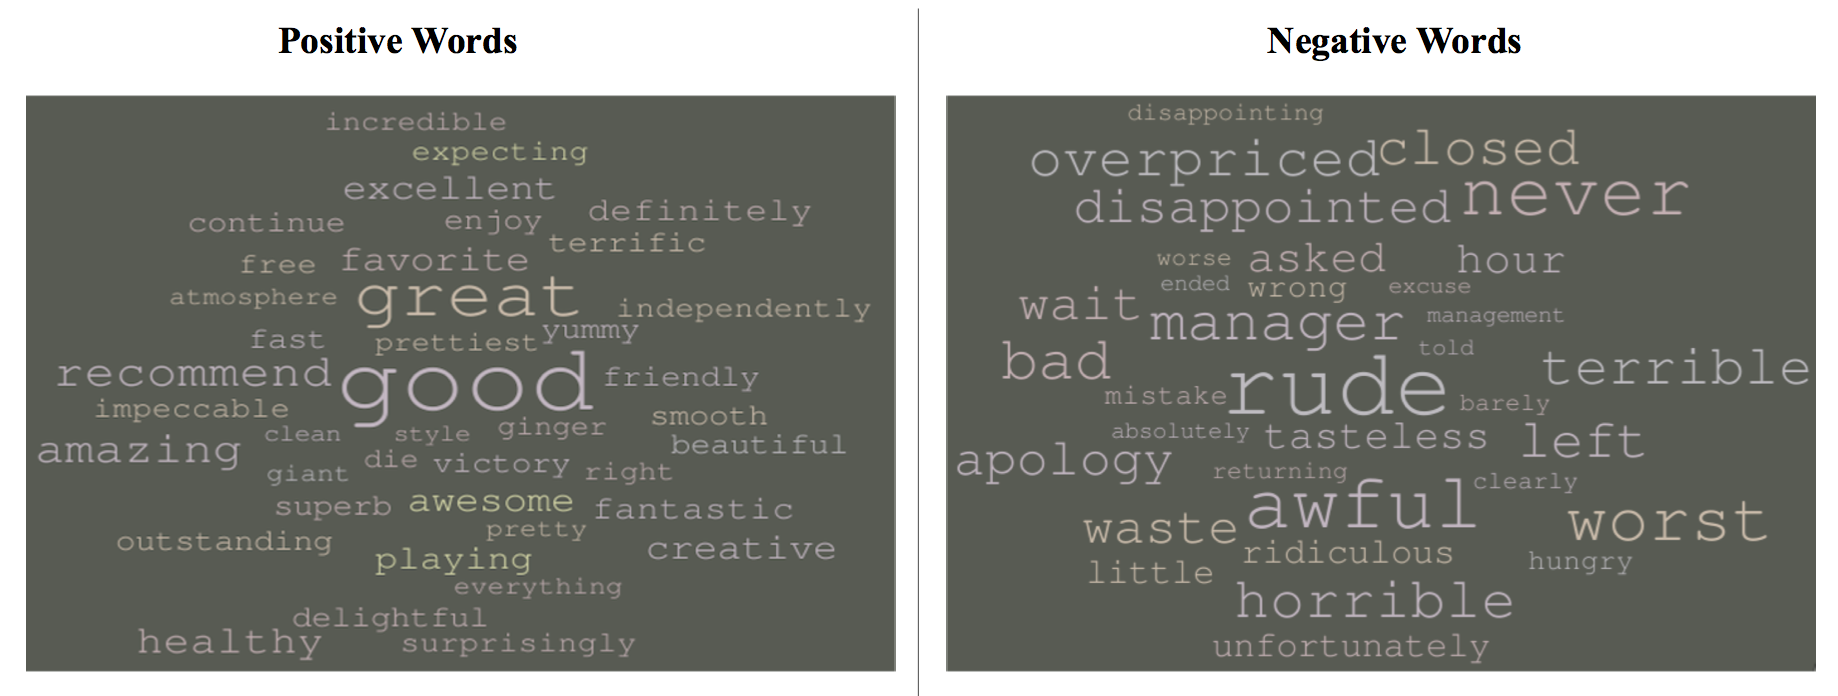 Positive Words
incredible
expecting
excellent
continue enjoy definitely
terrific
free favorite
atmosphere great independently
fast prettiest yummy
recommend good friendly
impeccable smooth
clean style ginger
amazing beautiful
giant die victory right
superb awesome fantastic
outstanding pretty
playing creative
everything
delightful
healthy surprisingly
Negative Words
disappointing
overpriced closed
disappointed never
worse asked hour
ended wrong excuse
wait manager management
told
bad terrible
mistake rude barely
absolutely tasteless left
apology returning clearly
awful
waste worst
ridiculous
little hungry
horrible
unfortunately